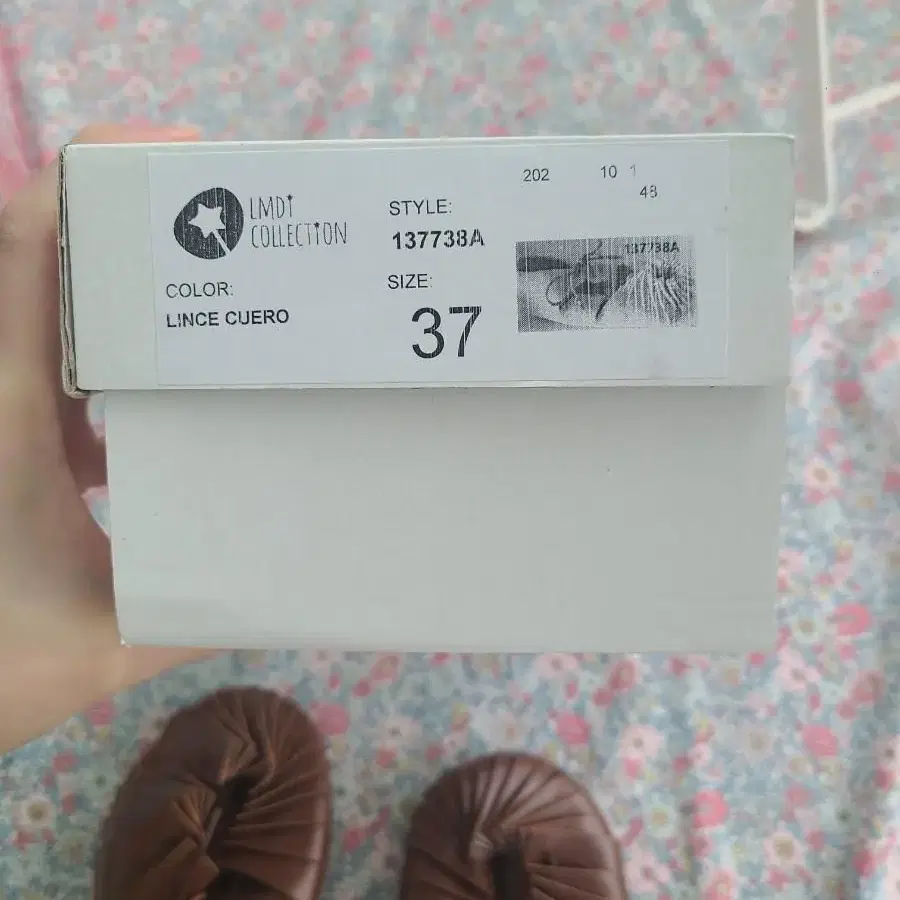 LMDI
COLLECTION
COLOR:
LINCE CUERO
STYLE:
137738A
SIZE:
37
202 10 1
48
137738A